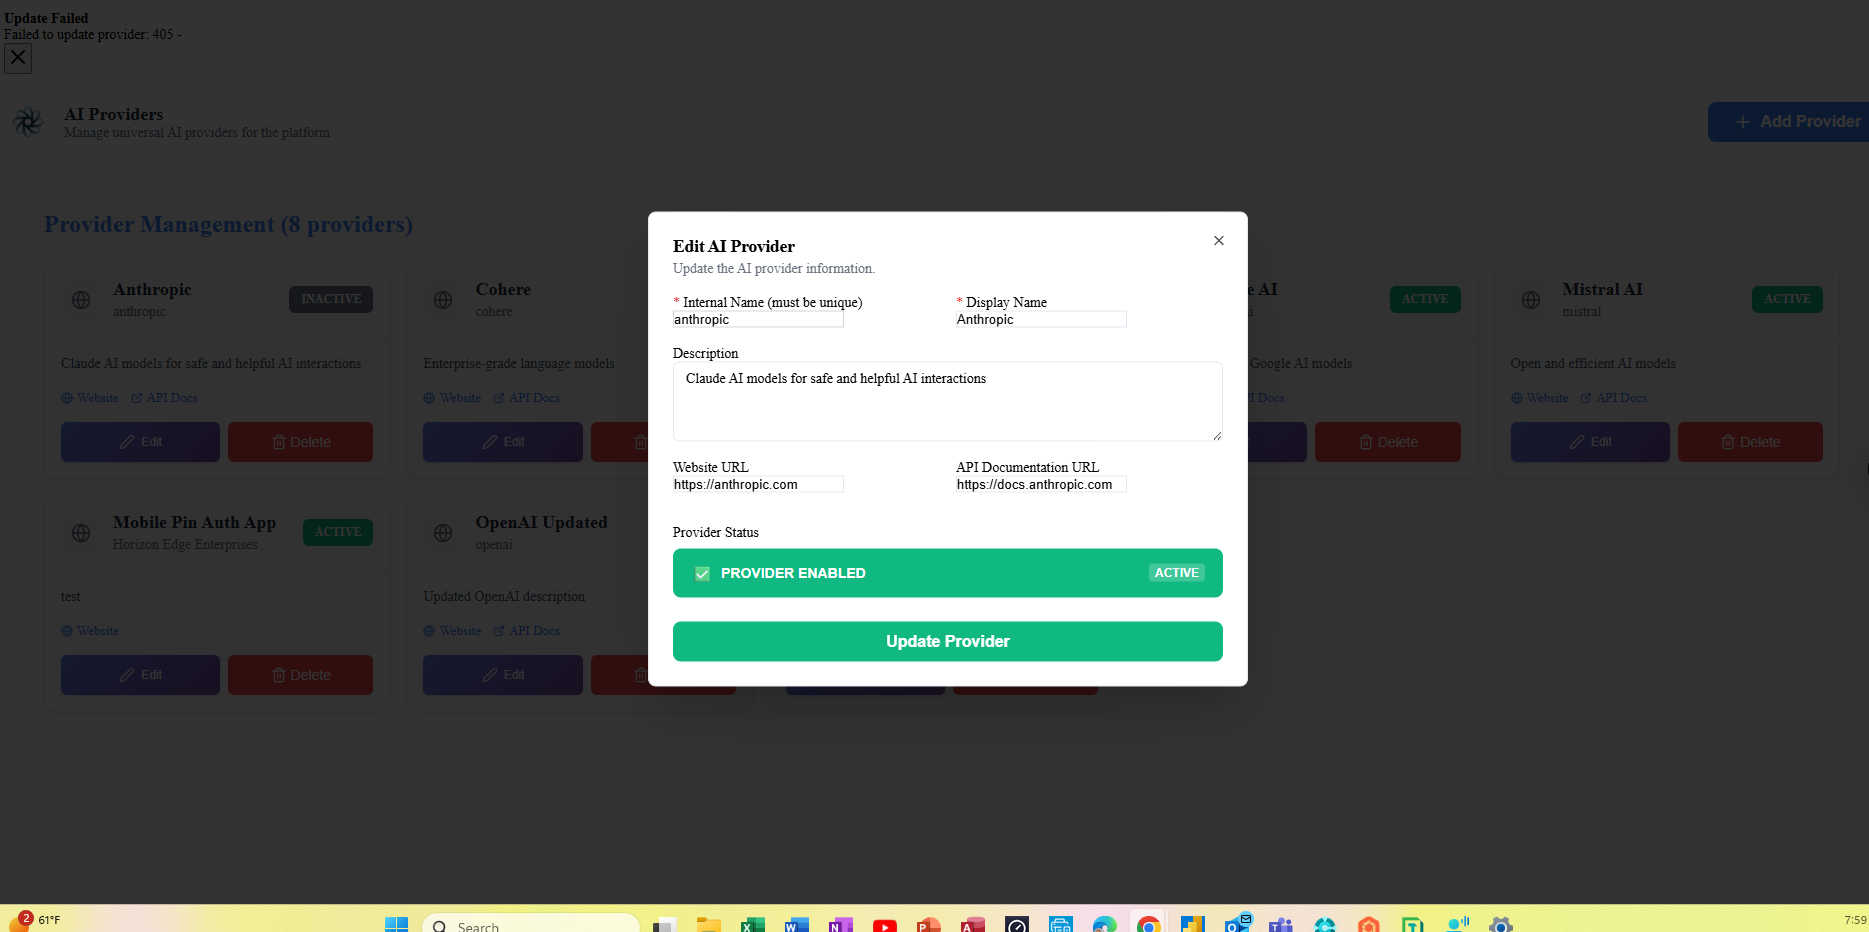 Update Failed
Failed to update provider: 405 -
AI Providers
Manage universal AI providers for the platform
Add Provider
Provider Management (8 providers)
Anthropic
anthropic
INACTIVE
Claude AI models for safe and helpful AI interactions
Website API Docs
Edit Delete
Cohere
cohere
Enterprise-grade language models
Website API Docs
Edit
e AI
ACTIVE
Google AI models
Docs
Delete
Mistral AI
mistral
ACTIVE
Open and efficient AI models
Website API Docs
Edit Delete
Mobile Pin Auth App
Horizon Edge Enterprises
ACTIVE
test
Website
Edit Delete
OpenAI Updated
openai
Updated OpenAI description
Website API Docs
Edit
Edit AI Provider
Update the AI provider information.
* Internal Name (must be unique)
anthropic
* Display Name
Anthropic
Description
Claude AI models for safe and helpful AI interactions
Website URL
https://anthropic.com
API Documentation URL
https://docs.anthropic.com
Provider Status
PROVIDER ENABLED
ACTIVE
Update Provider
2
61°F
Search
7:59